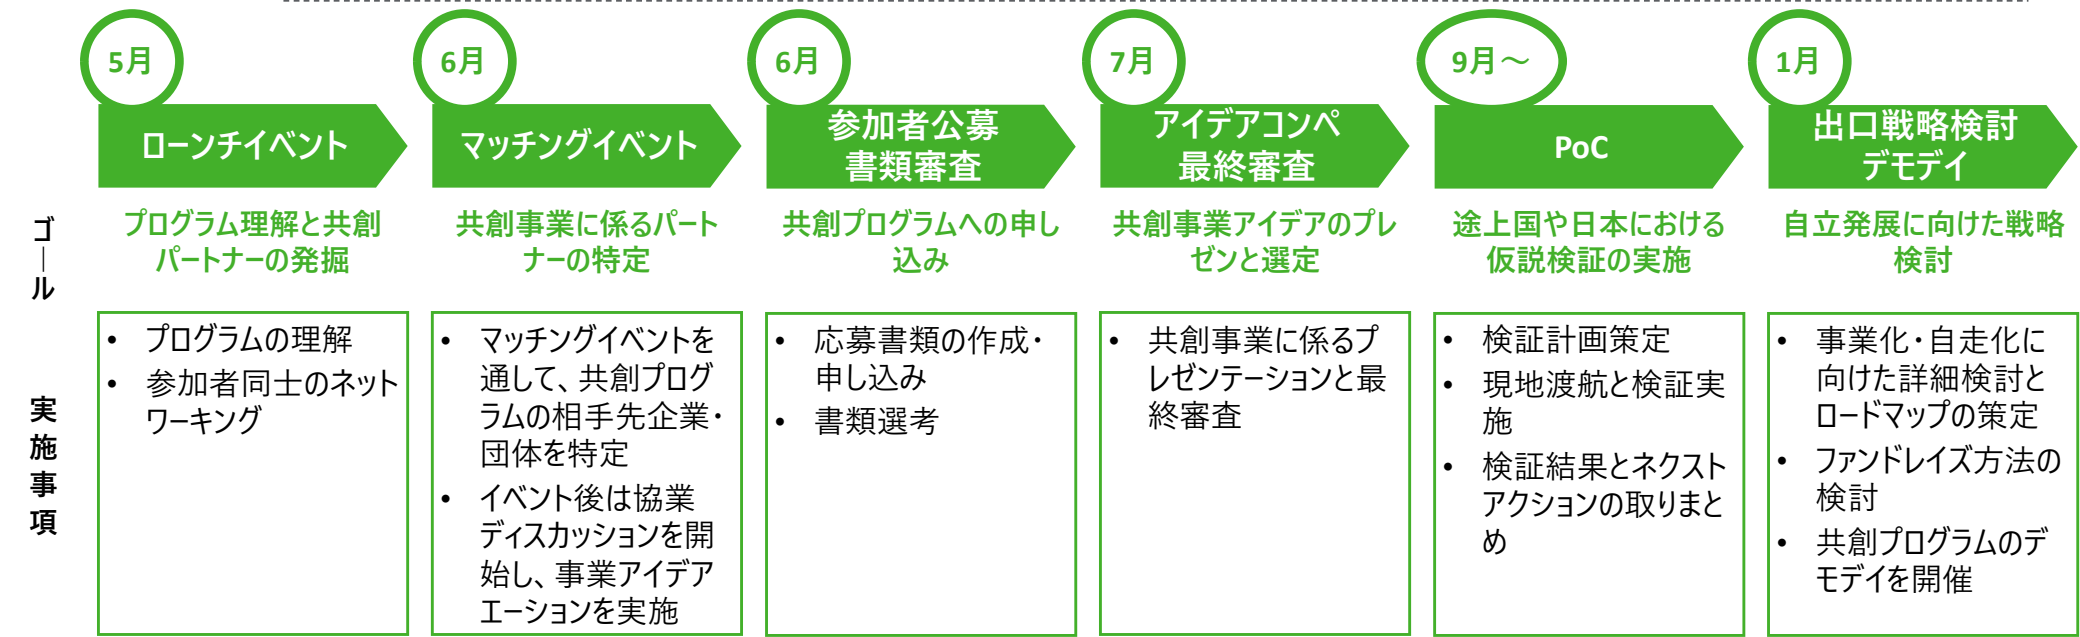 5月
6月
6月
7月
9月～
1月
ローンチイベント
マッチングイベント
参加者公募
書類審査
アイデアコンペ
最終審査
PoC
出口戦略検討
デモデイ
ゴール
プログラム理解と共創
パートナーの発掘
共創事業に係るパート
ナーの特定
共創プログラムへの申し
込み
共創事業アイデアのプレ
ゼンと選定
途上国や日本における
仮説検証の実施
自立発展に向けた戦略
検討
実施事項
• プログラムの理解
• 参加者同士のネット
ワーキング
• マッチングイベントを
通して、共創プログ
ラムの相手先企業・
団体を特定
• イベント後は協業
ディスカッションを開
始し、事業アイデア
エーションを実施
• 応募書類の作成・
申し込み
• 書類選考
• 共創事業に係るプ
レゼンテーションと最
終審査
• 検証計画策定
• 現地渡航と検証実
施
• 検証結果とネクスト
アクションの取りまと
め
• 事業化・自走化に
向けた詳細検討と
ロードマップの策定
• ファンドレイズ方法の
検討
• 共創プログラムのデ
モデイを開催